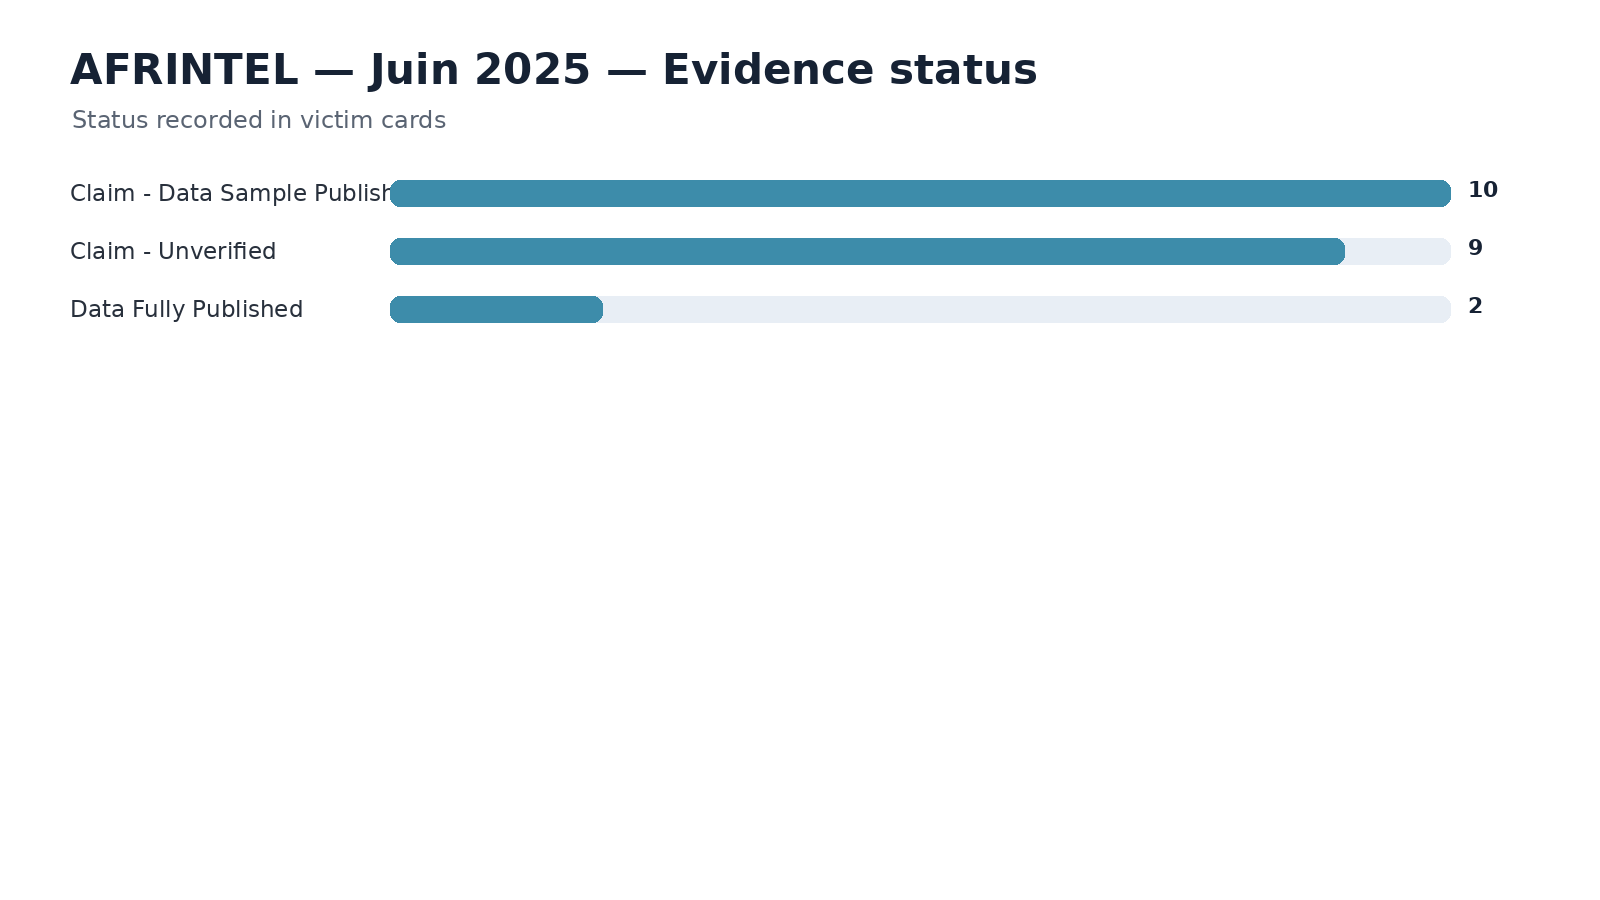 AFRINTEL — Juin 2025 — Evidence status
Status recorded in victim cards
Claim - Data Sample Publish 10
Claim - Unverified 9
Data Fully Published 2